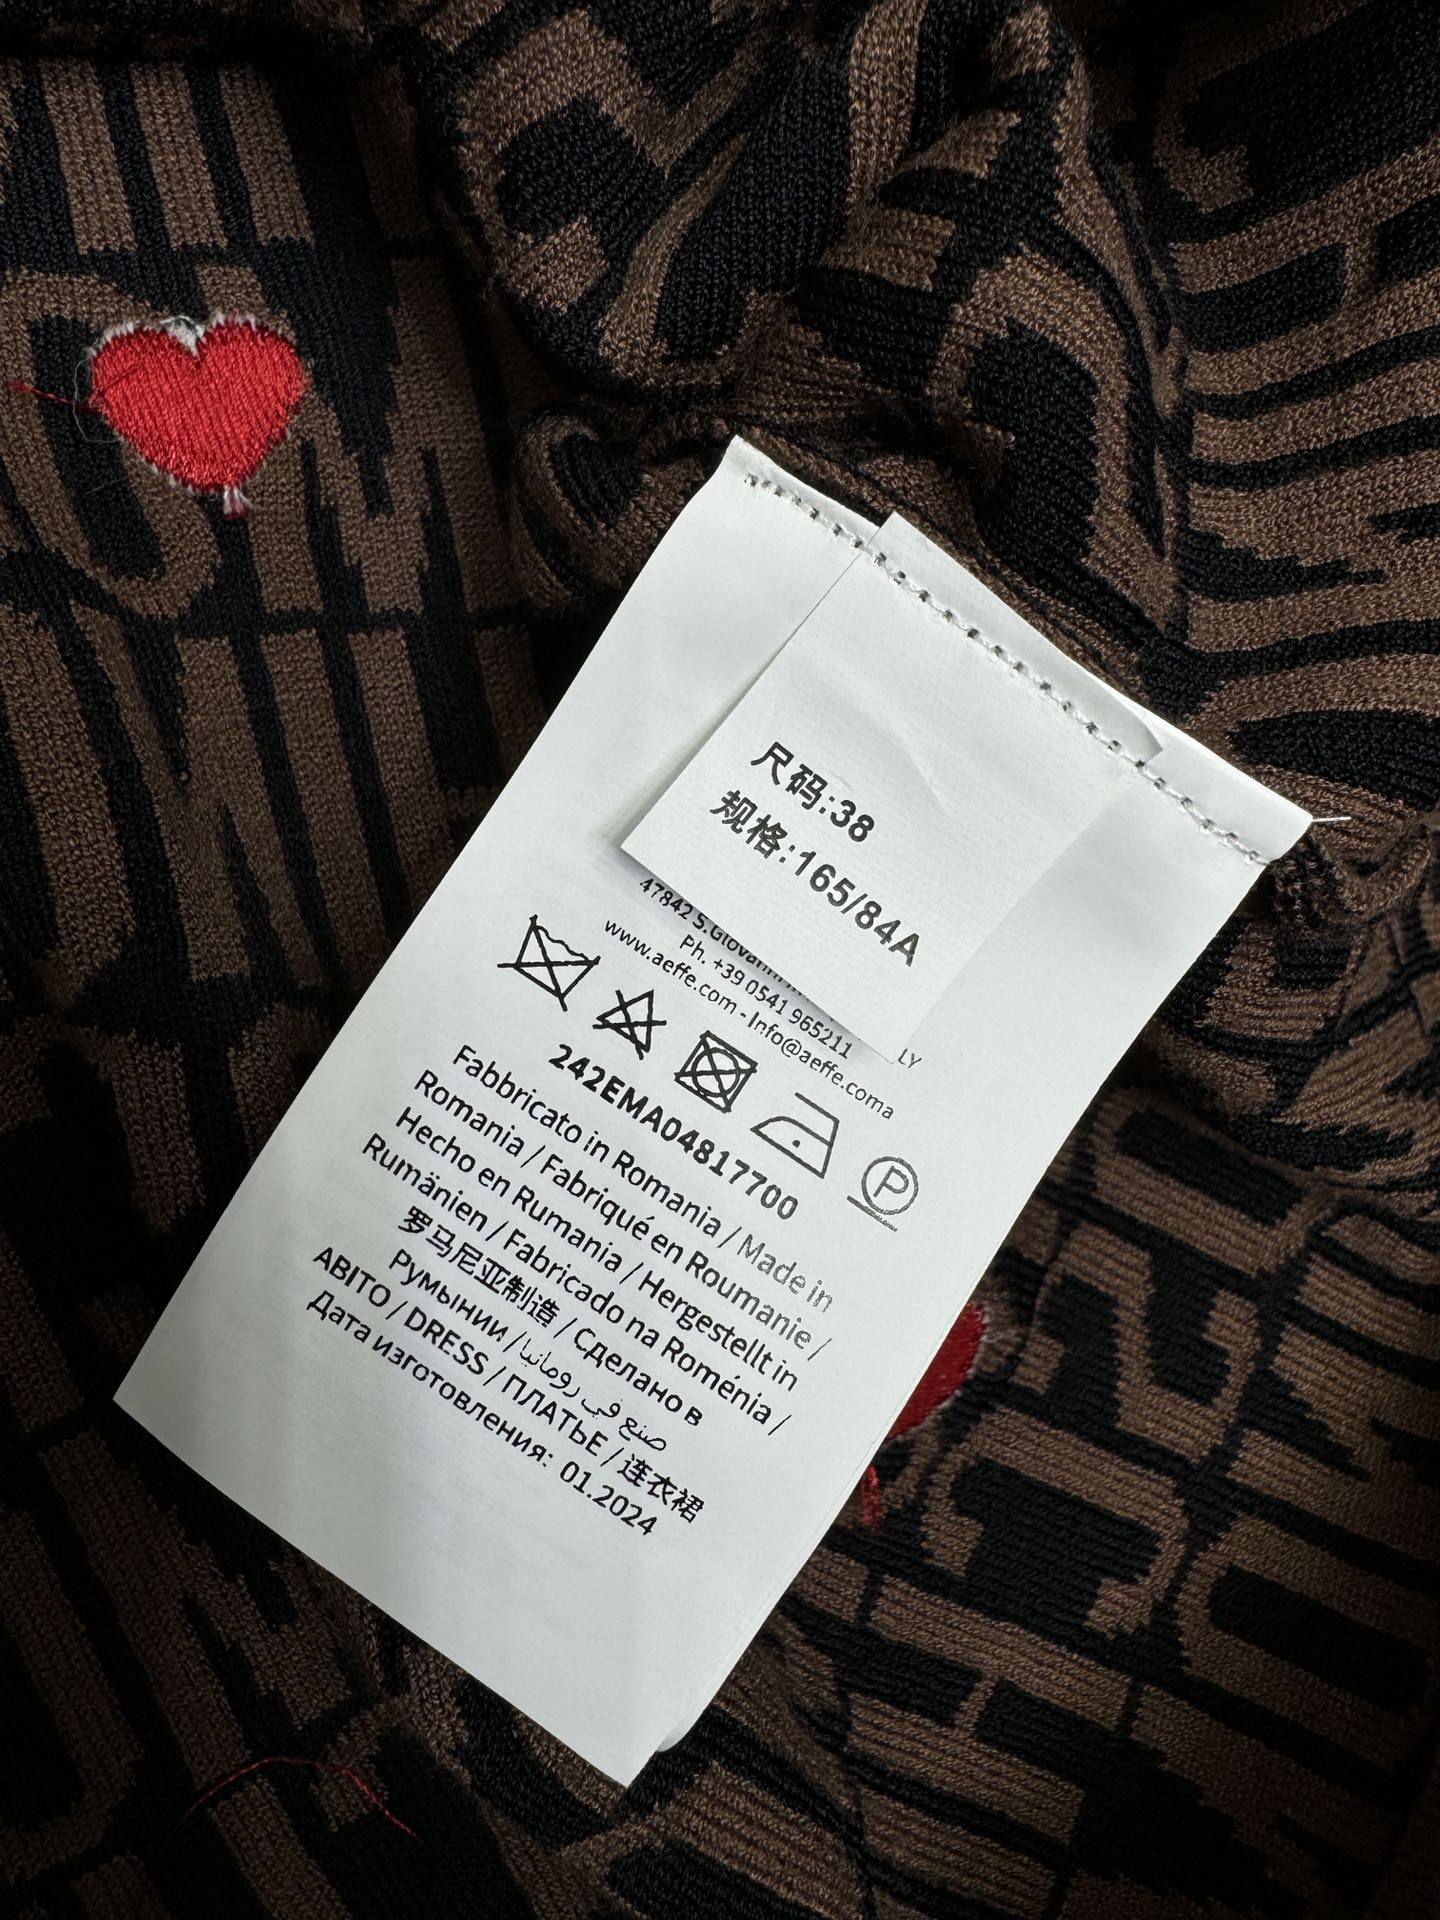 尺码:38
规格:165/84A
47842 S.Giovanni
LY
Ph. +39 0541 965211
www.aeffe.com - Info@aeffe.coma
P
242EMA04817700
Fabbricato in Romania / Made in
Romania / Fabriqué en Roumanie /
Hecho en Rumania / Hergestellt in
Rumänien / Fabricado na Roménia /
罗马尼亚制造 / Сделано в
Румынии / صنع في رومانيا
ABITO / DRESS / ПЛАТЬЕ / 连衣裙
Дата изготовления: 01.2024